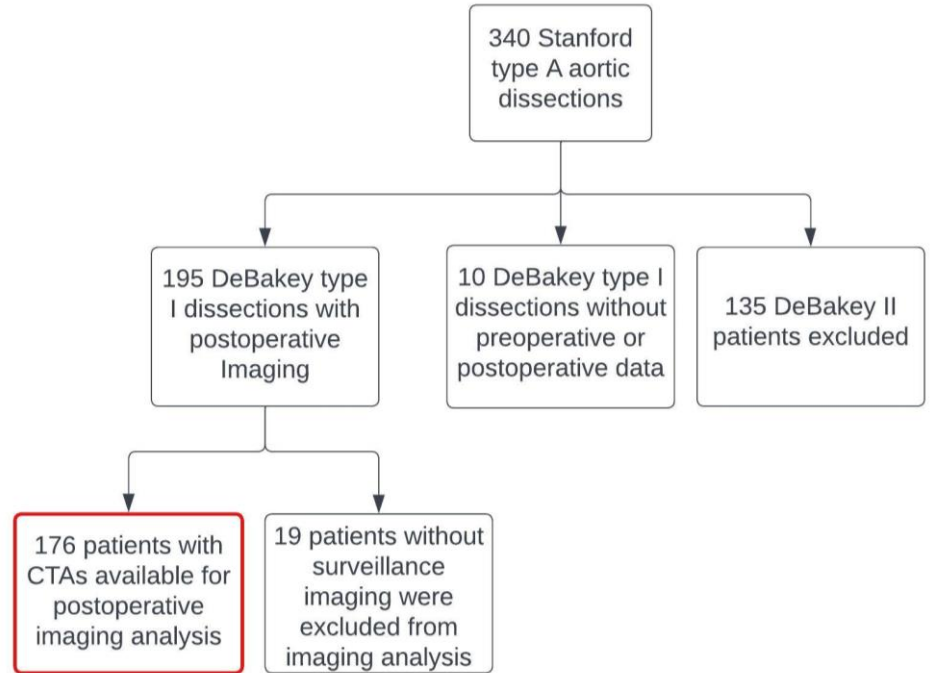 340 Stanford
type A aortic
dissections
195 DeBakey type
I dissections with
postoperative
Imaging
10 DeBakey type I
dissections without
preoperative or
postoperative data
135 DeBakey II
patients excluded
176 patients with
CTAs available for
postoperative
imaging analysis
19 patients without
surveillance
imaging were
excluded from
imaging analysis